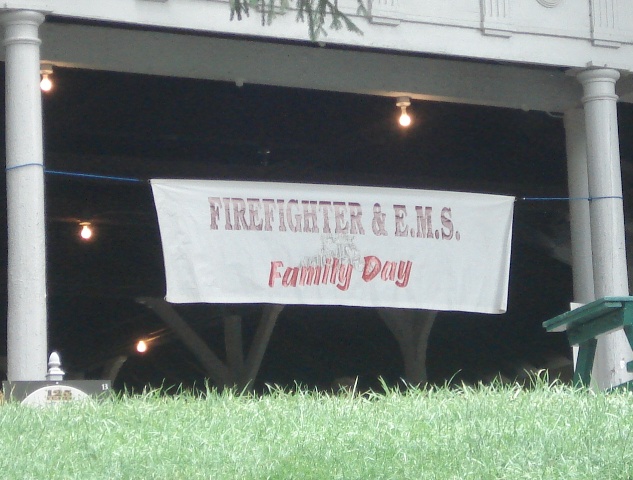 FIREFIGHTER & E.M.S.
Family Day